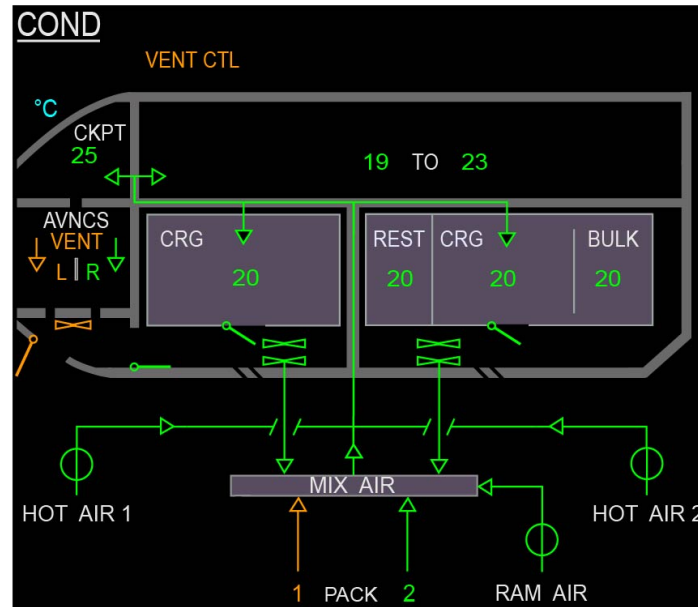 COND
VENT CTL
°C
CKPT
25
19 TO 23
AVNCS
VENT
L R
CRG
20
REST CRG BULK
20 20 20
MIX AIR
HOT AIR 1
HOT AIR 2
1 PACK 2
RAM AIR